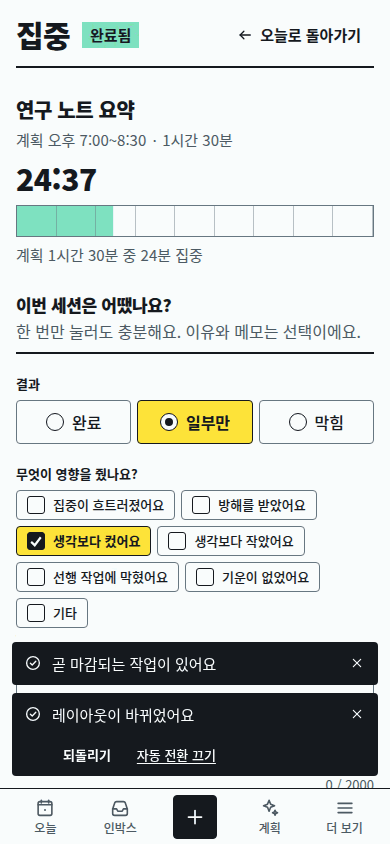 집중 완료됨 ← 오늘로 돌아가기
연구 노트 요약
계획 오후 7:00~8:30 · 1시간 30분
24:37
계획 1시간 30분 중 24분 집중
이번 세션은 어땠나요?
한 번만 눌러도 충분해요. 이유와 메모는 선택이에요.
결과
완료 일부만 막힘
무엇이 영향을 줬나요?
집중이 흐트러졌어요 방해를 받았어요
생각보다 컸어요 생각보다 작았어요
선행 작업에 막혔어요 기운이 없었어요
기타
곧 마감되는 작업이 있어요
레이아웃이 바뀌었어요
되돌리기 자동 전환 끄기
0 / 2000
오늘 인박스 계획 더 보기